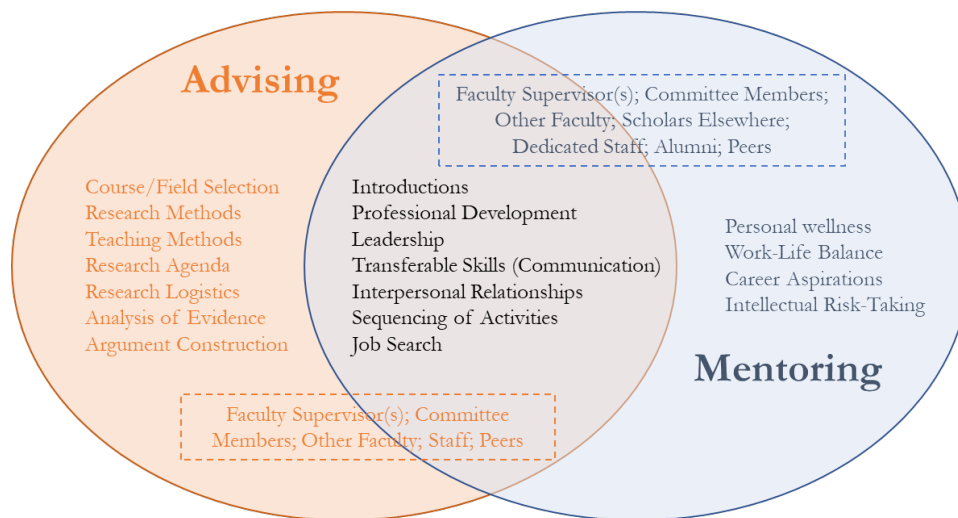 Advising
Course/Field Selection
Research Methods
Teaching Methods
Research Agenda
Research Logistics
Analysis of Evidence
Argument Construction
Faculty Supervisor(s); Committee
Members; Other Faculty; Staff; Peers
Introductions
Professional Development
Leadership
Transferable Skills (Communication)
Interpersonal Relationships
Sequencing of Activities
Job Search
Faculty Supervisor(s); Committee Members;
Other Faculty; Scholars Elsewhere;
Dedicated Staff; Alumni; Peers
Personal wellness
Work-Life Balance
Career Aspirations
Intellectual Risk-Taking
Mentoring